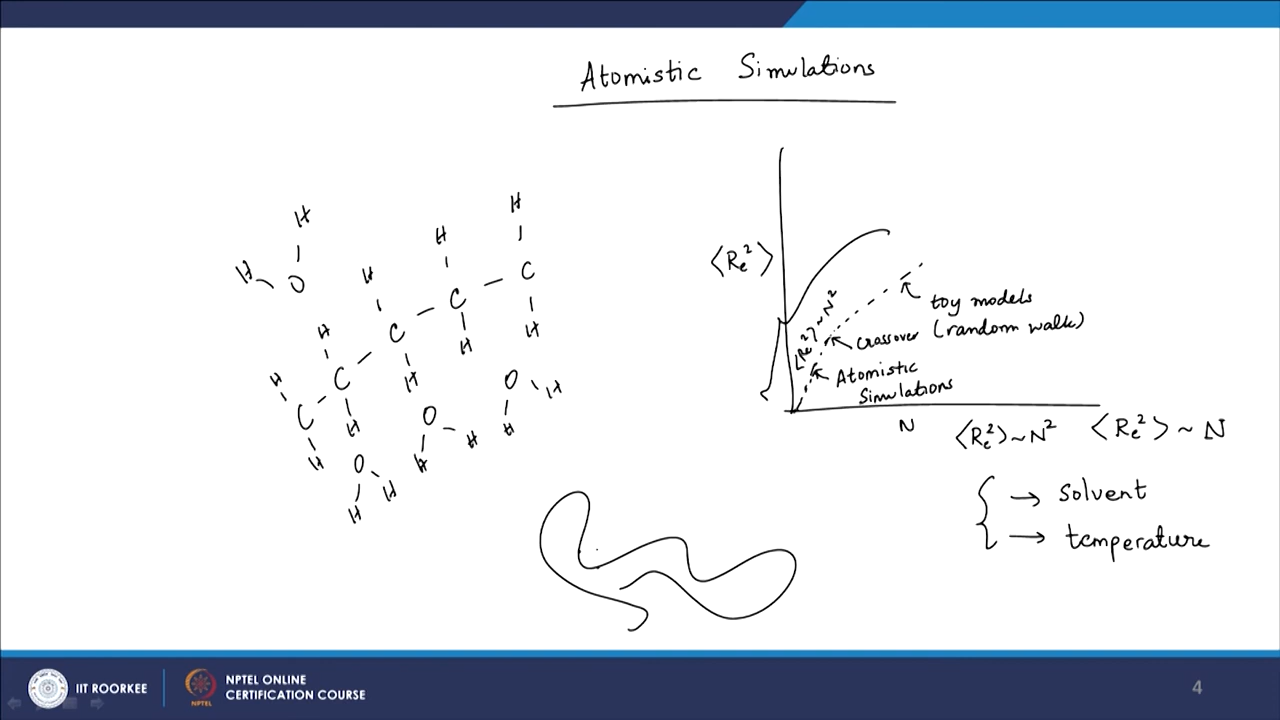 Atomistic Simulations
H
H
O
H
H
H
H
H
H
C
C
C
C
C
H
H
H
H
H
O
H
H
O
H
H
O
H
H
⟨Re²⟩
⟨Re²⟩ ~ N²
toy models
(random walk)
Crossover
Atomistic
Simulations
N
⟨Re²⟩ ~ N²
⟨Re²⟩ ~ N
→ Solvent
→ temperature
IIT ROORKEE
NPTEL
NPTEL ONLINE
CERTIFICATION COURSE
4